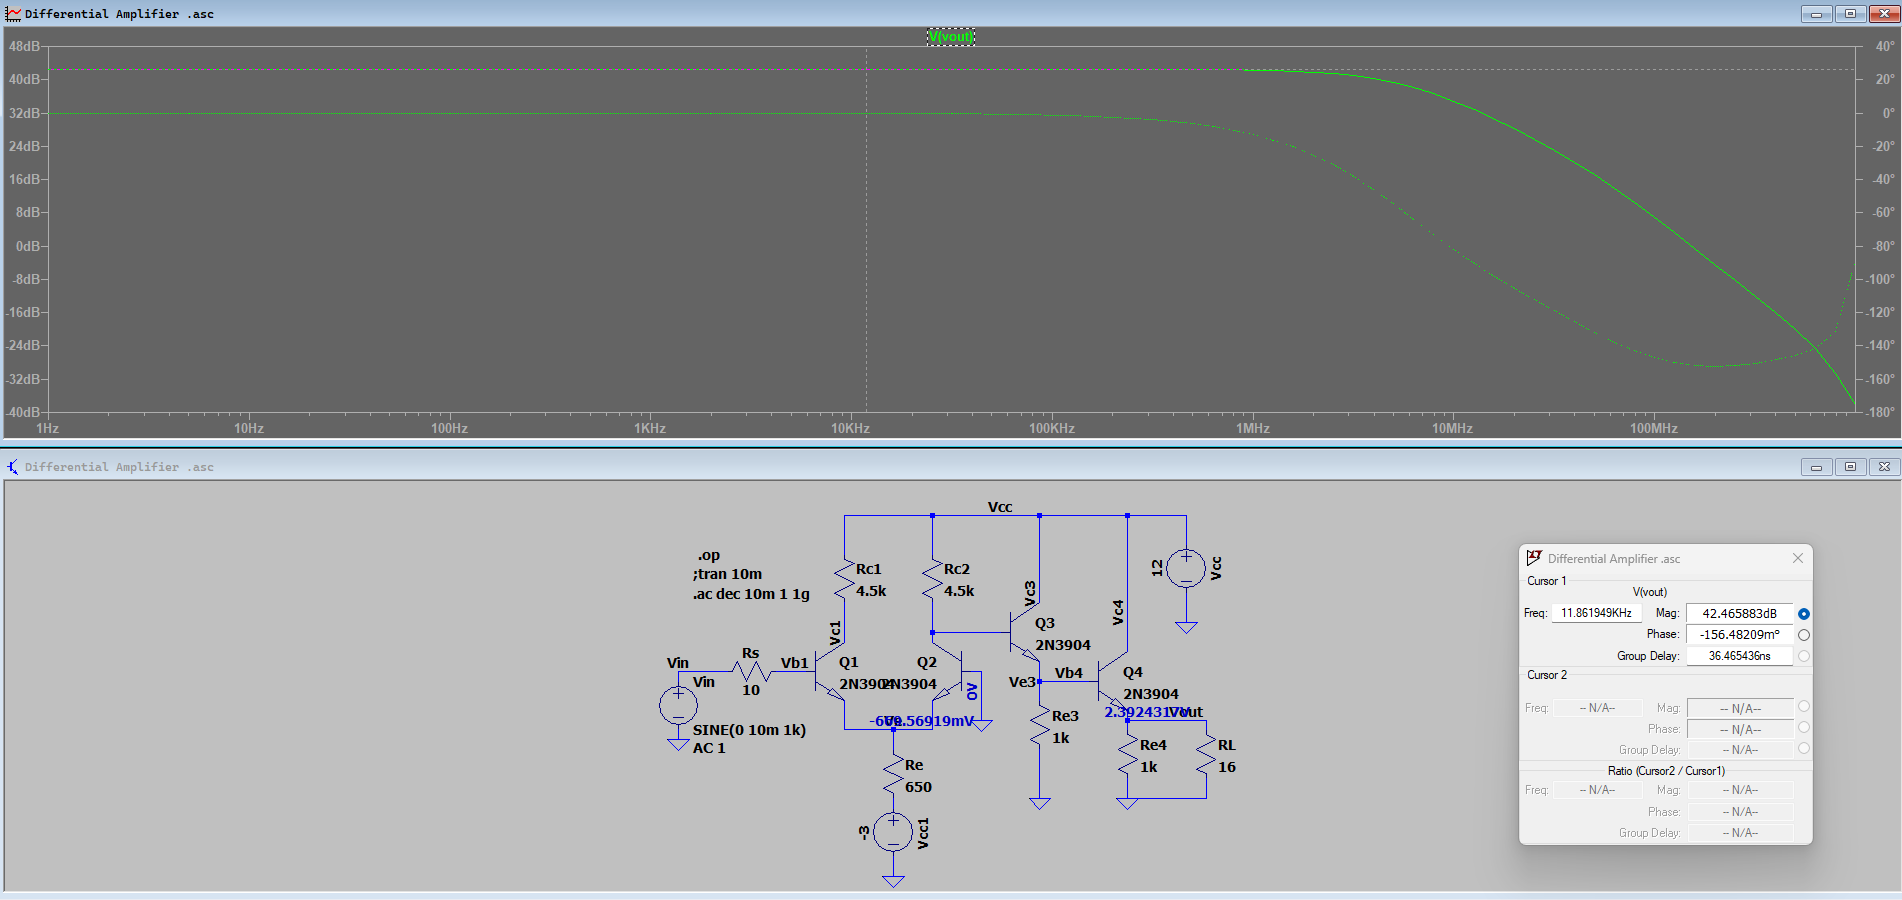 Differential Amplifier .asc
V(vout)
48dB 40°
40dB 20°
32dB 0°
24dB -20°
16dB -40°
8dB -60°
0dB -80°
-8dB -100°
-16dB -120°
-24dB -140°
-32dB -160°
-40dB -180°
1Hz 10Hz 100Hz 1KHz 10KHz 100KHz 1MHz 10MHz 100MHz
Differential Amplifier .asc
Vcc
.op
;tran 10m
.ac dec 10m 1 1g
Rc1
4.5k
Rc2
4.5k
12
Vcc
Vc3
Vc4
Vc1
Q3
2N3904
Vin
Vin
Rs
10
Vb1
Q1
2N3904
Q2
2N3904
0V
Ve3
Vb4
Q4
2N3904
2.3924317V
Vout
SINE(0 10m 1k)
AC 1
Re3
1k
Re4
1k
RL
16
Re
650
-3
Vcc1
Differential Amplifier .asc
Cursor 1
V(vout)
Freq: 11.861949KHz Mag: 42.465883dB
Phase: -156.48209m°
Group Delay: 36.465436ns
Cursor 2
Freq: -- N/A-- Mag: -- N/A--
Phase: -- N/A--
Group Delay: -- N/A--
Ratio (Cursor2 / Cursor1)
Freq: -- N/A-- Mag: -- N/A--
Phase: -- N/A--
Group Delay: -- N/A--